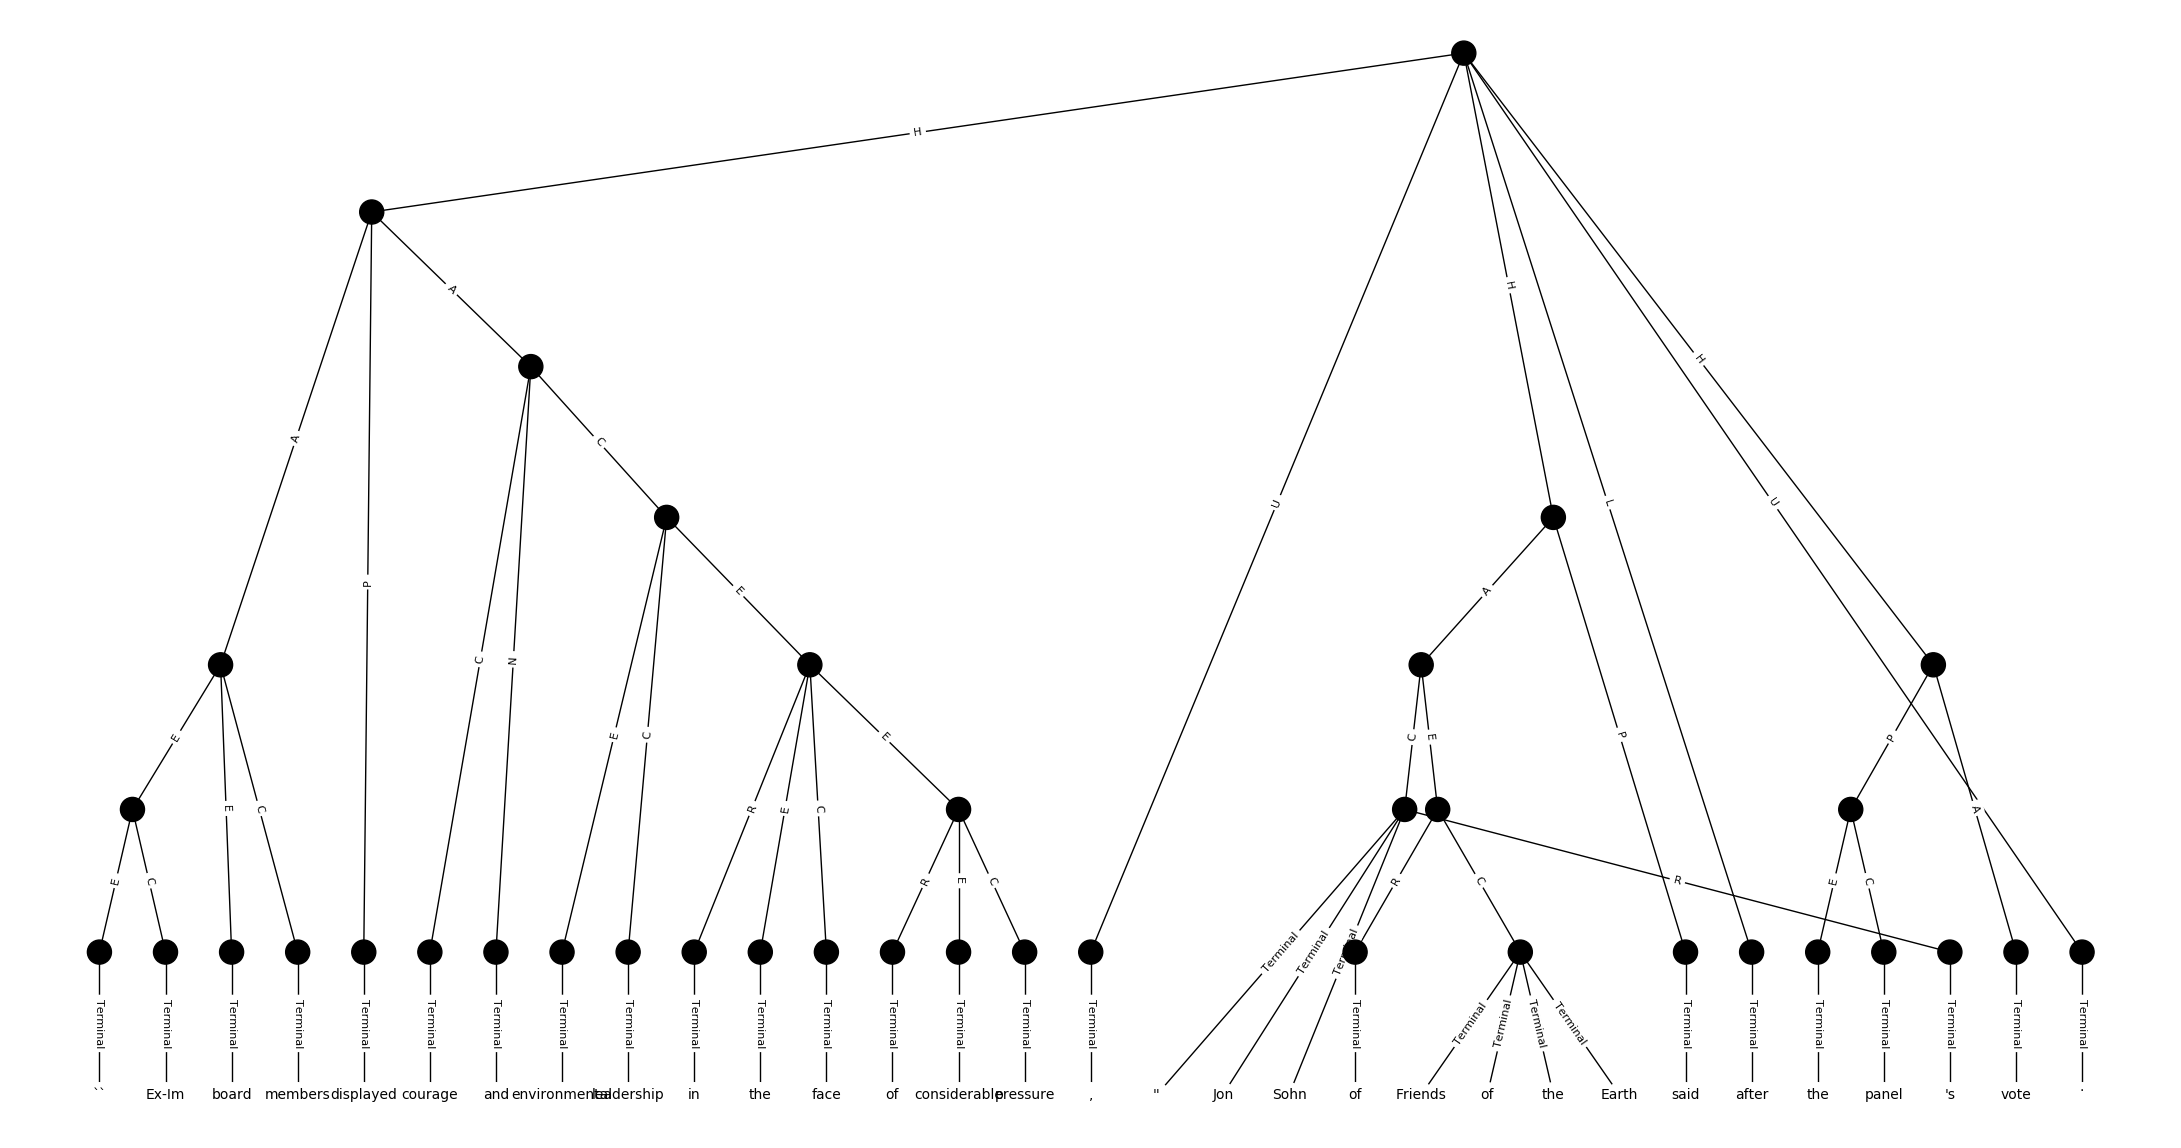 H
A
A
C
H
H
A
P
C
N
E
U
L
U
E
E
C
E
C
R
E
C
E
A
C
E
P
P
A
E
C
R
E
C
R
C
R
E
C
Terminal Terminal Terminal
Terminal Terminal Terminal Terminal Terminal Terminal Terminal Terminal Terminal Terminal Terminal Terminal Terminal Terminal Terminal Terminal Terminal Terminal Terminal Terminal Terminal Terminal Terminal Terminal Terminal Terminal Terminal Terminal
`` Ex-Im board members displayed courage and environmental leadership in the face of considerable pressure , " Jon Sohn of Friends of the Earth said after the panel 's vote .